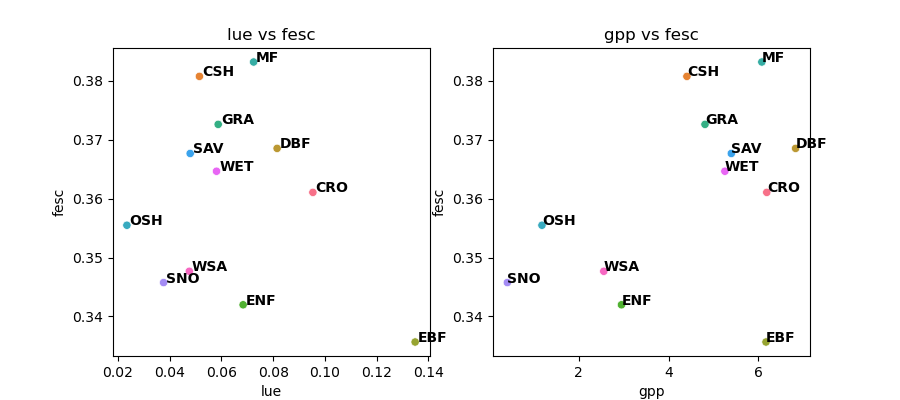 lue vs fesc
fesc
0.38
0.37
0.36
0.35
0.34
MF
CSH
GRA
DBF
SAV
WET
CRO
OSH
WSA
SNO
ENF
EBF
0.02 0.04 0.06 0.08 0.10 0.12 0.14
lue
gpp vs fesc
fesc
0.38
0.37
0.36
0.35
0.34
MF
CSH
GRA
DBF
SAV
WET
CRO
OSH
WSA
SNO
ENF
EBF
2 4 6
gpp